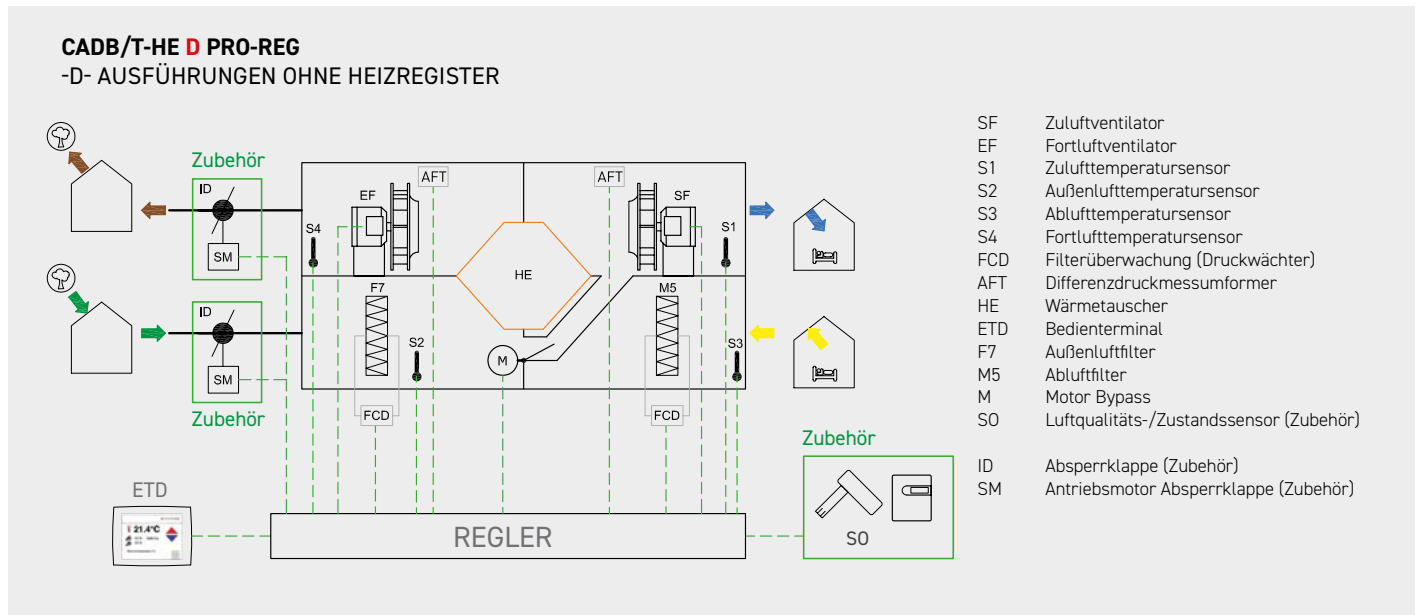 CADB/T-HE D PRO-REG
-D- AUSFÜHRUNGEN OHNE HEIZREGISTER
Zubehör
ID
SM
S4
EF
AFT
AFT
SF
S1
HE
Zubehör
ID
SM
F7
S2
M
M5
S3
FCD
FCD
ETD
21.4°C
REGLER
Zubehör
SO
SF Zuluftventilator
EF Fortluftventilator
S1 Zulufttemperatursensor
S2 Außenlufttemperatursensor
S3 Ablufttemperatursensor
S4 Fortlufttemperatursensor
FCD Filterüberwachung (Druckwächter)
AFT Differenzdruckmessumformer
HE Wärmetauscher
ETD Bedienterminal
F7 Außenluftfilter
M5 Abluftfilter
M Motor Bypass
SO Luftqualitäts-/Zustandssensor (Zubehör)
ID Absperrklappe (Zubehör)
SM Antriebsmotor Absperrklappe (Zubehör)